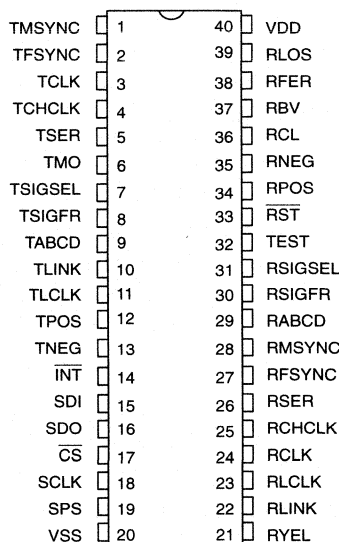 TMSYNC 1 40 VDD
TFSYNC 2 39 RLOS
TCLK 3 38 RFER
TCHCLK 4 37 RBV
TSER 5 36 RCL
TMO 6 35 RNEG
TSIGSEL 7 34 RPOS
TSIGFR 8 33 R̅S̅T̅
TABCD 9 32 TEST
TLINK 10 31 RSIGSEL
TLCLK 11 30 RSIGFR
TPOS 12 29 RABCD
TNEG 13 28 RMSYNC
I̅N̅T̅ 14 27 RFSYNC
SDI 15 26 RSER
SDO 16 25 RCHCLK
C̅S̅ 17 24 RCLK
SCLK 18 23 RLCLK
SPS 19 22 RLINK
VSS 20 21 RYEL